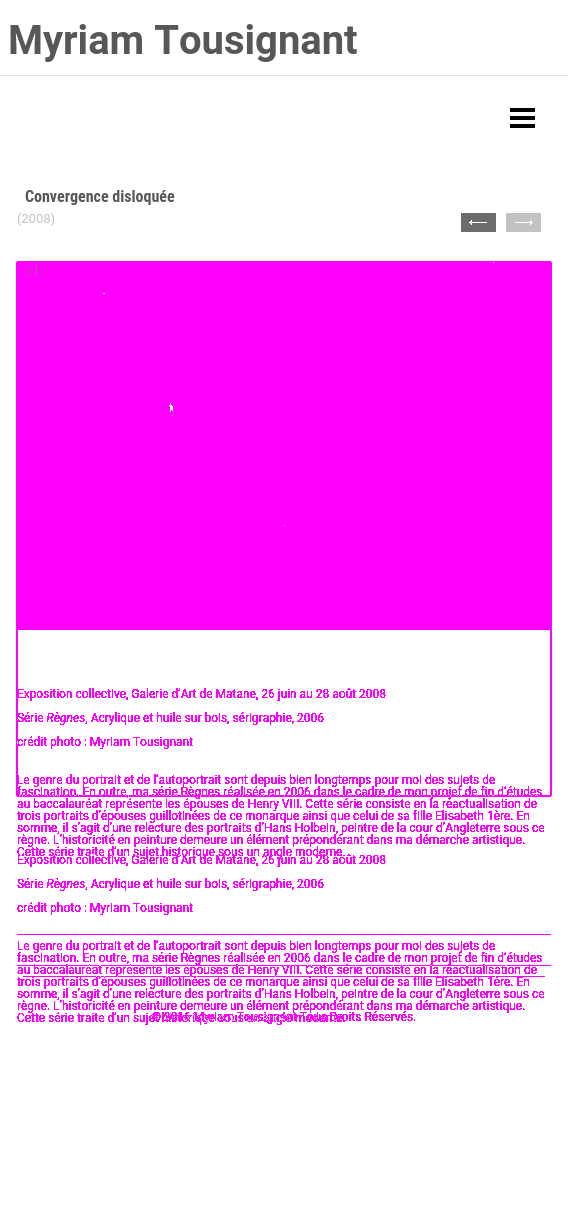 Myriam Tousignant
Convergence disloquée
(2008)
Exposition collective, Galerie d'Art de Matane, 26 juin au 28 août 2008
Série Règnes, Acrylique et huile sur bois, sérigraphie, 2006
crédit photo : Myriam Tousignant
Le genre du portrait et de l'autoportrait sont depuis bien longtemps pour moi des sujets de
fascination. En outre, ma série Règnes réalisée en 2006 dans le cadre de mon projet de fin d'études
au baccalauréat représente les épouses de Henry VIII. Cette série consiste en la réactualisation de
trois portraits d'épouses guillotinées de ce monarque ainsi que celui de sa fille Elisabeth 1ère. En
somme, il s'agit d'une relecture des portraits d'Hans Holbein, peintre de la cour d'Angleterre sous ce
règne. L'historicité en peinture demeure un élément prépondérant dans ma démarche artistique.
Cette série traite d'un sujet historique sous un angle moderne.
Exposition collective, Galerie d'Art de Matane, 26 juin au 28 août 2008
Série Règnes, Acrylique et huile sur bois, sérigraphie, 2006
crédit photo : Myriam Tousignant
Le genre du portrait et de l'autoportrait sont depuis bien longtemps pour moi des sujets de
fascination. En outre, ma série Règnes réalisée en 2006 dans le cadre de mon projet de fin d'études
au baccalauréat représente les épouses de Henry VIII. Cette série consiste en la réactualisation de
trois portraits d'épouses guillotinées de ce monarque ainsi que celui de sa fille Elisabeth 1ère. En
somme, il s'agit d'une relecture des portraits d'Hans Holbein, peintre de la cour d'Angleterre sous ce
règne. L'historicité en peinture demeure un élément prépondérant dans ma démarche artistique.
Cette série traite d'un sujet historique sous un angle moderne.
Myriam Tousignant Tous Droits Réservés.